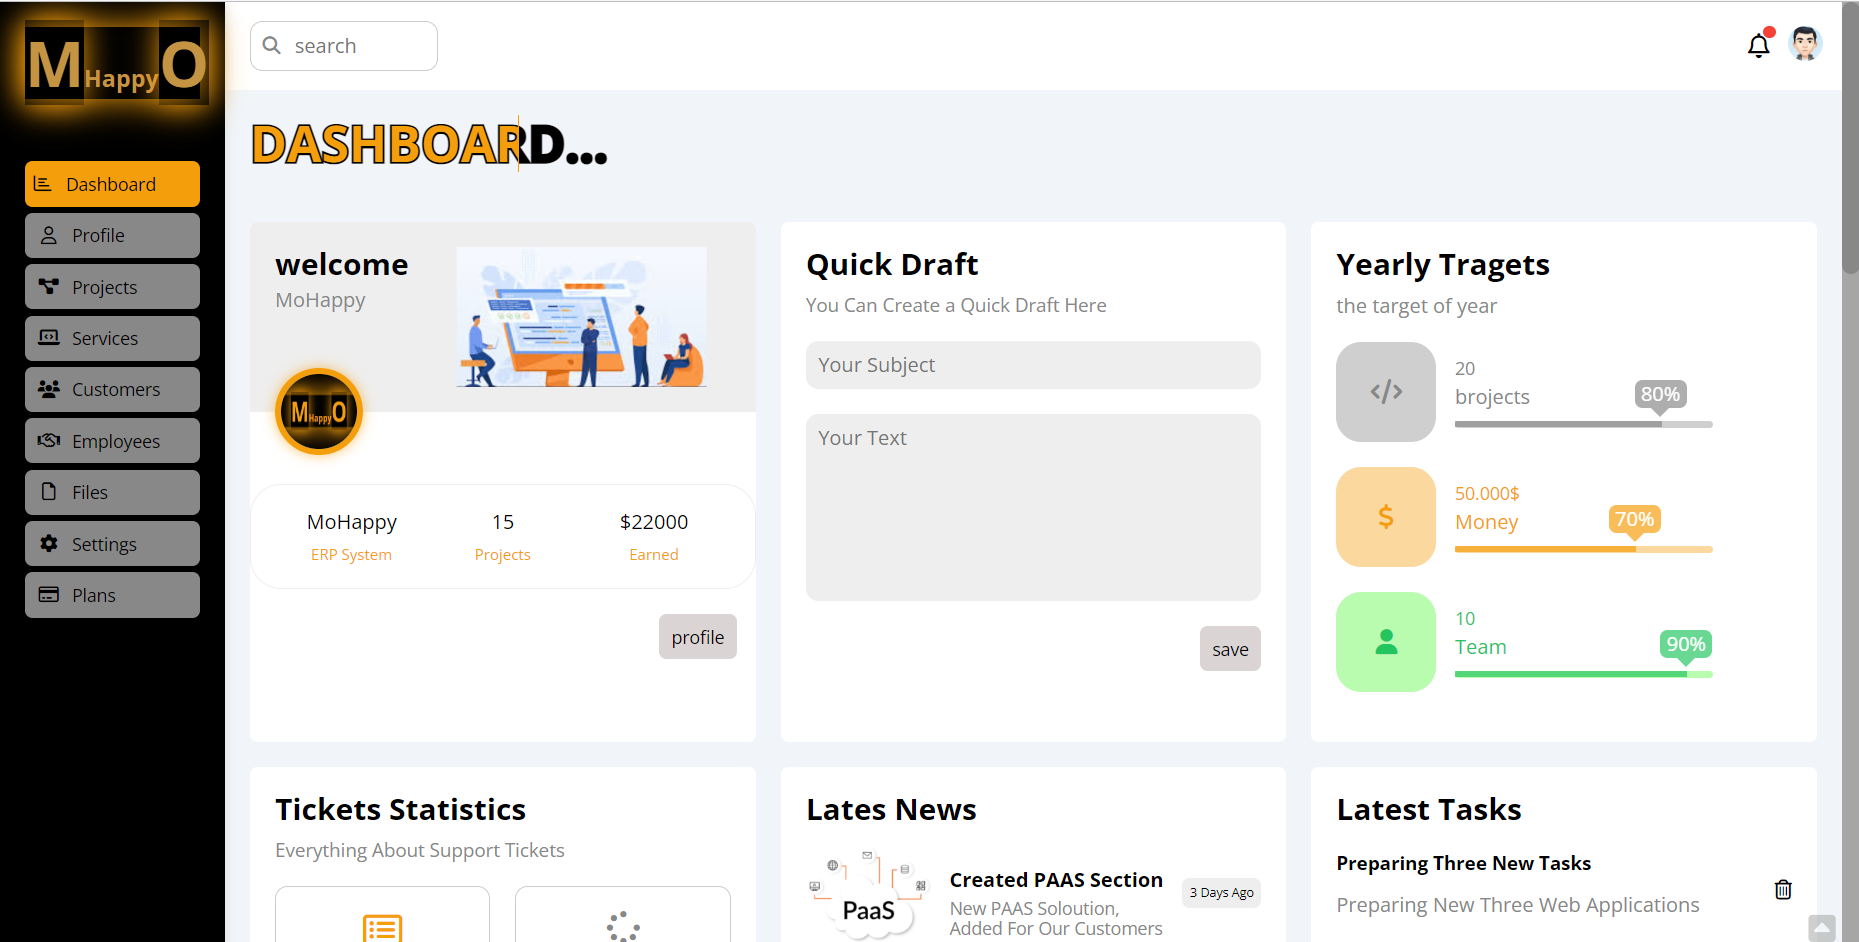 MHappyO
search
DASHBOARD...
Dashboard
Profile
Projects
Services
Customers
Employees
Files
Settings
Plans
welcome
MoHappy
MHappyO
MoHappy
ERP System
15
Projects
$22000
Earned
profile
Quick Draft
You Can Create a Quick Draft Here
Your Subject
Your Text
save
Yearly Tragets
the target of year
20
brojects
80%
50.000$
Money
70%
10
Team
90%
Tickets Statistics
Everything About Support Tickets
Lates News
PaaS
Created PAAS Section
New PAAS Soloution,
Added For Our Customers
3 Days Ago
Latest Tasks
Preparing Three New Tasks
Preparing New Three Web Applications